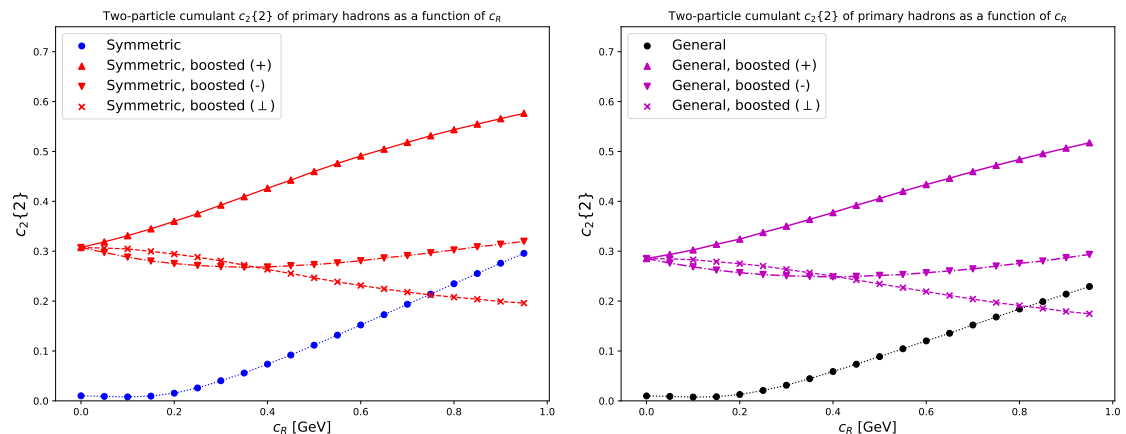 Two-particle cumulant c₂{2} of primary hadrons as a function of c_R
0.7
0.6
0.5
0.4
0.3
0.2
0.1
0.0
c₂{2}
Symmetric
Symmetric, boosted (+)
Symmetric, boosted (-)
Symmetric, boosted (⊥)
0.0 0.2 0.4 0.6 0.8 1.0
c_R [GeV]
Two-particle cumulant c₂{2} of primary hadrons as a function of c_R
0.7
0.6
0.5
0.4
0.3
0.2
0.1
0.0
c₂{2}
General
General, boosted (+)
General, boosted (-)
General, boosted (⊥)
0.0 0.2 0.4 0.6 0.8 1.0
c_R [GeV]